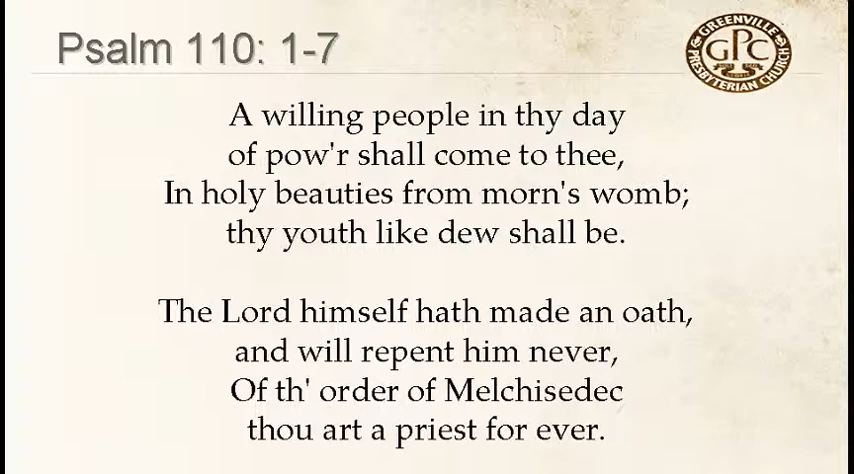 Psalm 110: 1-7
GREENVILLE
GPC
PRESBYTERIAN CHURCH
A willing people in thy day
of pow'r shall come to thee,
In holy beauties from morn's womb;
thy youth like dew shall be.
The Lord himself hath made an oath,
and will repent him never,
Of th' order of Melchisedec
thou art a priest for ever.